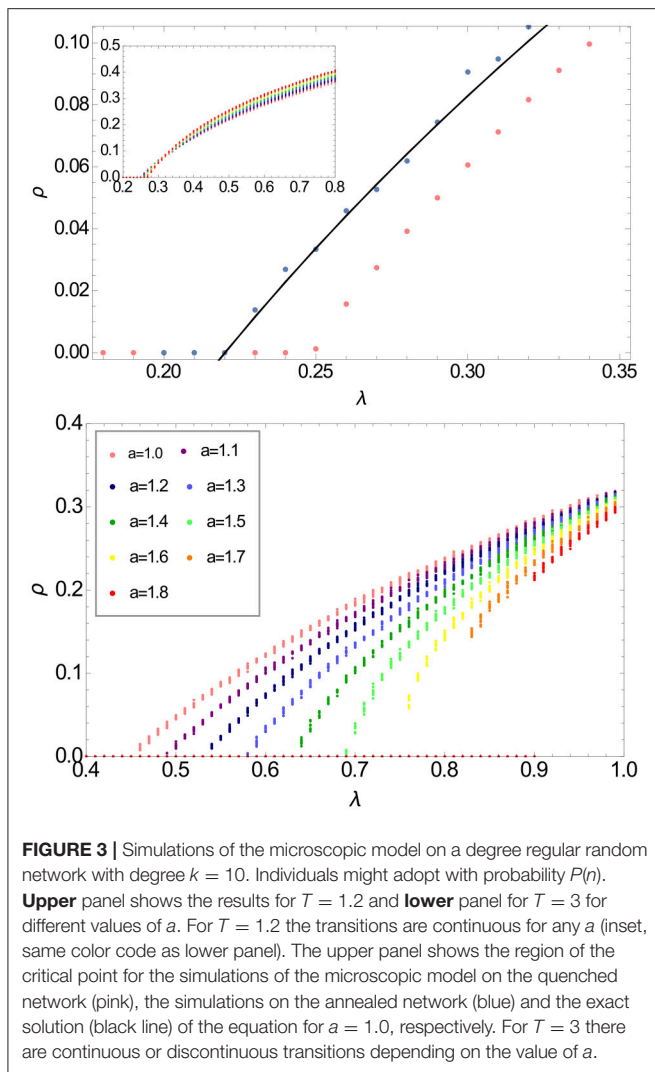 0.10
0.08
0.06
0.04
0.02
0.00
ρ
0.5
0.4
0.3
0.2
0.1
0.0
0.2 0.3 0.4 0.5 0.6 0.7 0.8
0.20 0.25 0.30 0.35
λ
0.4
0.3
0.2
0.1
0.0
ρ
a=1.0 a=1.1
a=1.2 a=1.3
a=1.4 a=1.5
a=1.6 a=1.7
a=1.8
0.4 0.5 0.6 0.7 0.8 0.9 1.0
λ
FIGURE 3 | Simulations of the microscopic model on a degree regular random
network with degree k = 10. Individuals might adopt with probability P(n).
Upper panel shows the results for T = 1.2 and lower panel for T = 3 for
different values of a. For T = 1.2 the transitions are continuous for any a (inset,
same color code as lower panel). The upper panel shows the region of the
critical point for the simulations of the microscopic model on the quenched
network (pink), the simulations on the annealed network (blue) and the exact
solution (black line) of the equation for a = 1.0, respectively. For T = 3 there
are continuous or discontinuous transitions depending on the value of a.